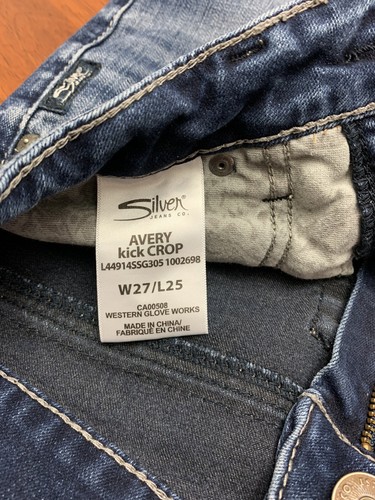 Silver
JEANS CO.
AVERY
kick CROP
L44914SSG305 1002698
W27/L25
CA00508
WESTERN GLOVE WORKS
MADE IN CHINA/
FABRIQUÉ EN CHINE